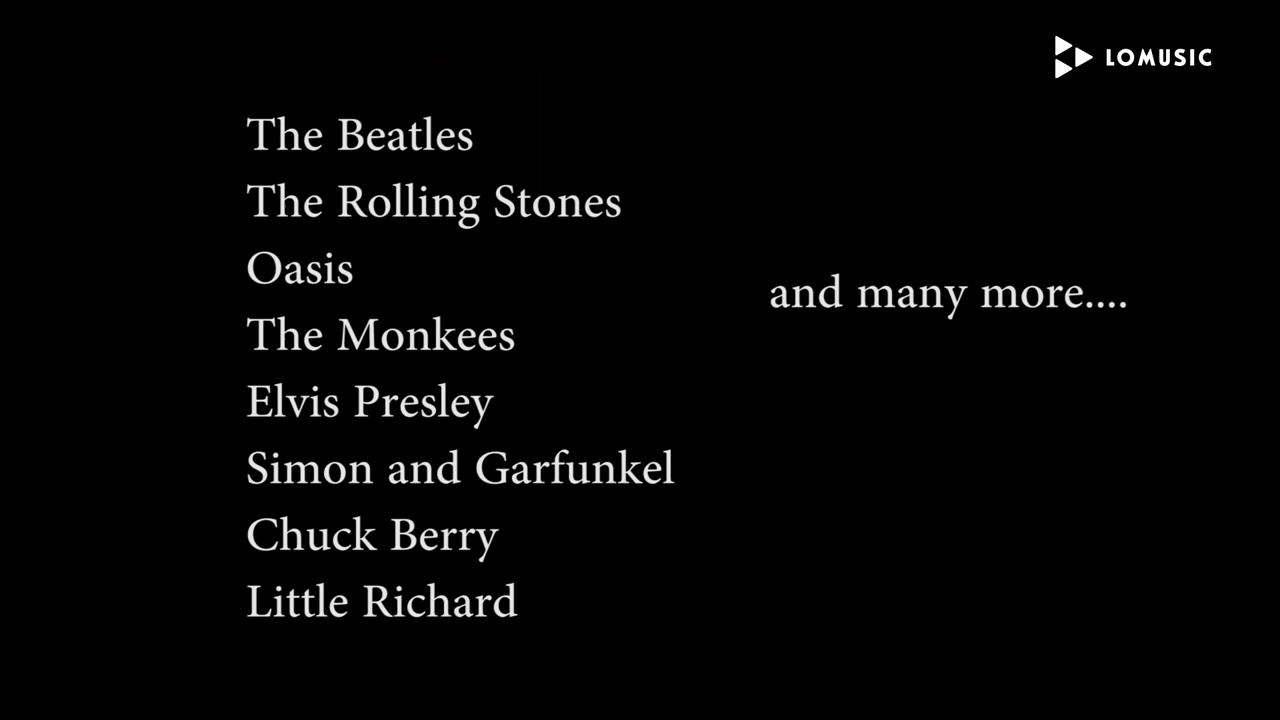 LOMUSIC
The Beatles
The Rolling Stones
Oasis
The Monkees
Elvis Presley
Simon and Garfunkel
Chuck Berry
Little Richard
and many more....